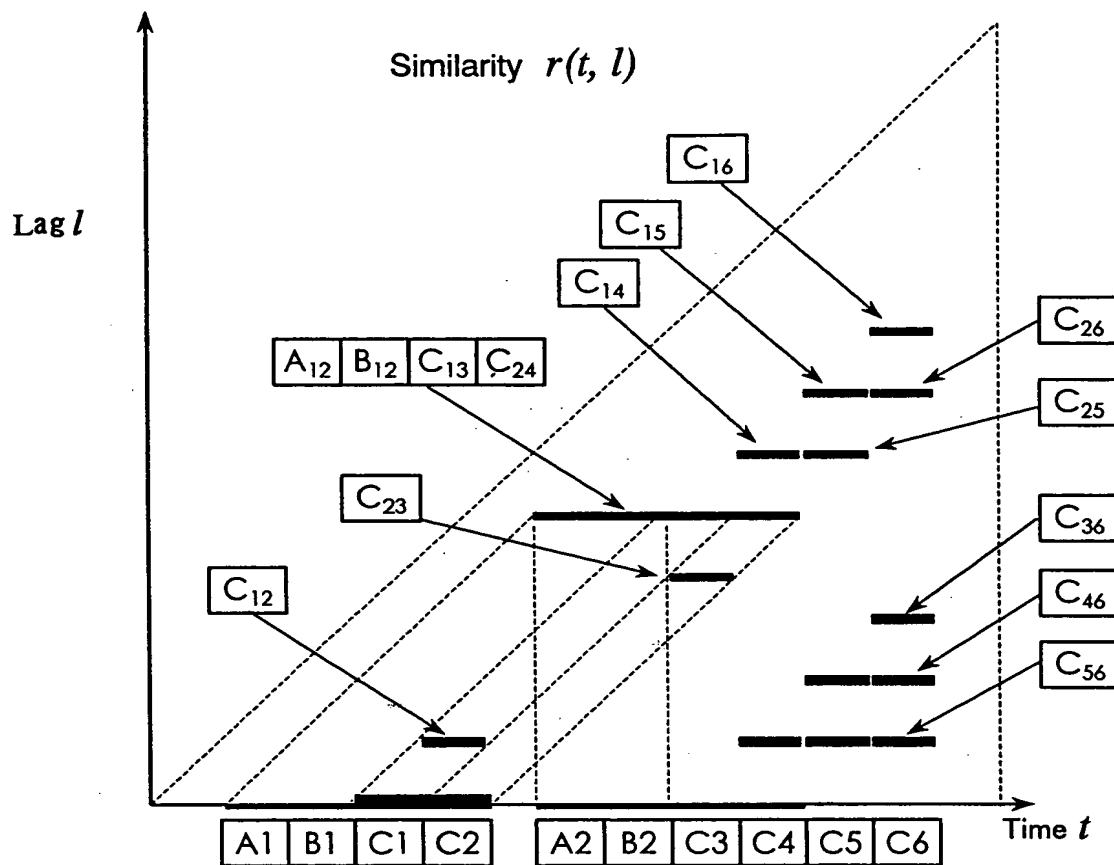 Similarity r(t, l)
C₁₆
Lag l
C₁₅
C₁₄
C₂₆
A₁₂ B₁₂ C₁₃ C₂₄
C₂₅
C₂₃
C₃₆
C₁₂
C₄₆
C₅₆
A1 B1 C1 C2 A2 B2 C3 C4 C5 C6
Time t